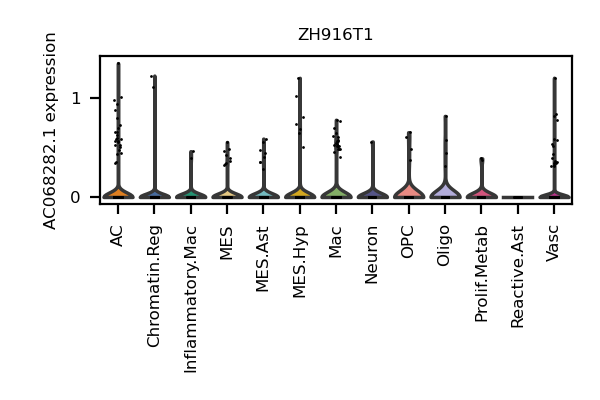 ZH916T1
AC068282.1 expression
1
0
AC
Chromatin.Reg
Inflammatory.Mac
MES
MES.Ast
MES.Hyp
Mac
Neuron
OPC
Oligo
Prolif.Metab
Reactive.Ast
Vasc